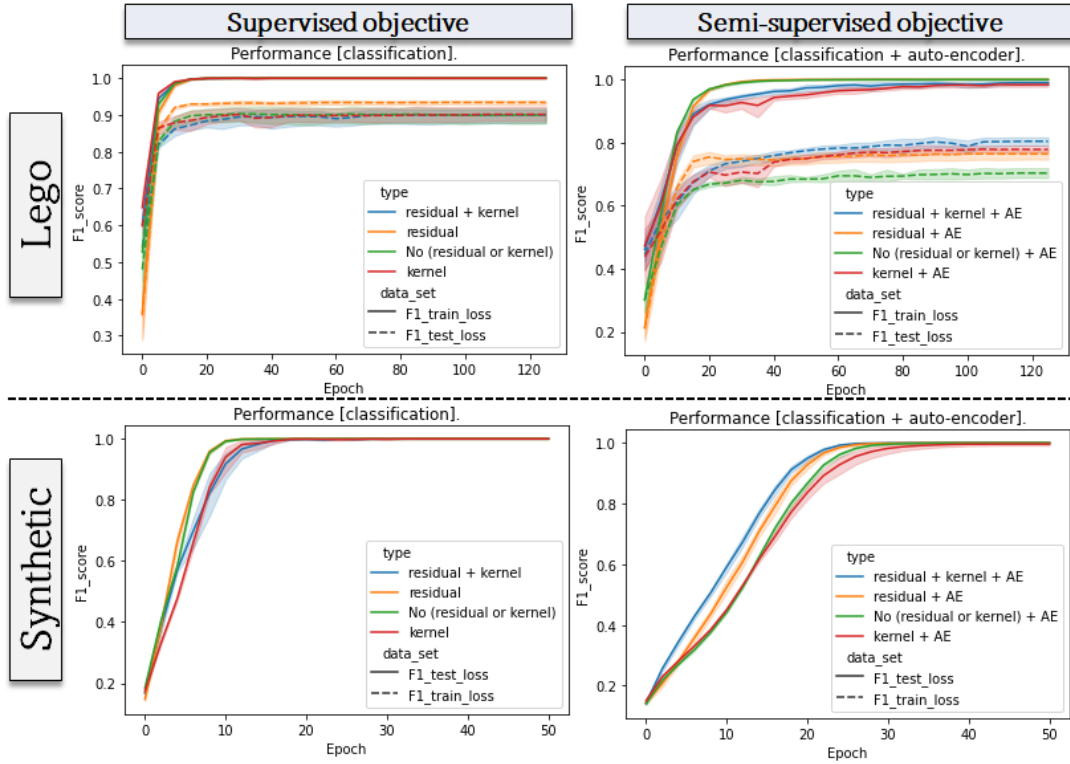 Supervised objective
Semi-supervised objective
Lego
Performance [classification].
F1_score
1.0
0.9
0.8
0.7
0.6
0.5
0.4
0.3
type
residual + kernel
residual
No (residual or kernel)
kernel
data_set
F1_train_loss
F1_test_loss
0 20 40 60 80 100 120
Epoch
Performance [classification + auto-encoder].
F1_score
1.0
0.8
0.6
0.4
0.2
type
residual + kernel + AE
residual + AE
No (residual or kernel) + AE
kernel + AE
data_set
F1_train_loss
F1_test_loss
0 20 40 60 80 100 120
Epoch
Synthetic
Performance [classification].
F1_score
1.0
0.8
0.6
0.4
0.2
type
residual + kernel
residual
No (residual or kernel)
kernel
data_set
F1_test_loss
F1_train_loss
0 10 20 30 40 50
Epoch
Performance [classification + auto-encoder].
F1_score
1.0
0.8
0.6
0.4
0.2
type
residual + kernel + AE
residual + AE
No (residual or kernel) + AE
kernel + AE
data_set
F1_test_loss
F1_train_loss
0 10 20 30 40 50
Epoch